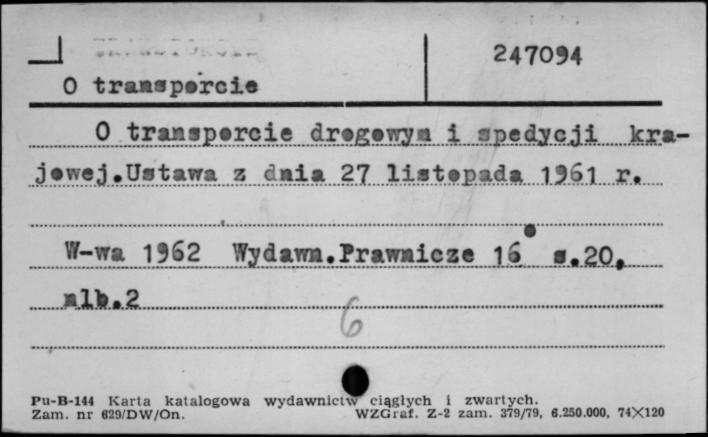 247094
O transporcie
O transporcie drogowym i spedycji kra-
jowej.Ustawa z dnia 27 listopada 1961 r.
W-wa 1962 Wydawn.Prawnicze 16° s.20,
nlb.2
6
Pu-B-144 Karta katalogowa wydawnictw ciągłych i zwartych.
Zam. nr 629/DW/On. WZGraf. Z-2 zam. 379/79, 6.250.000, 74×120